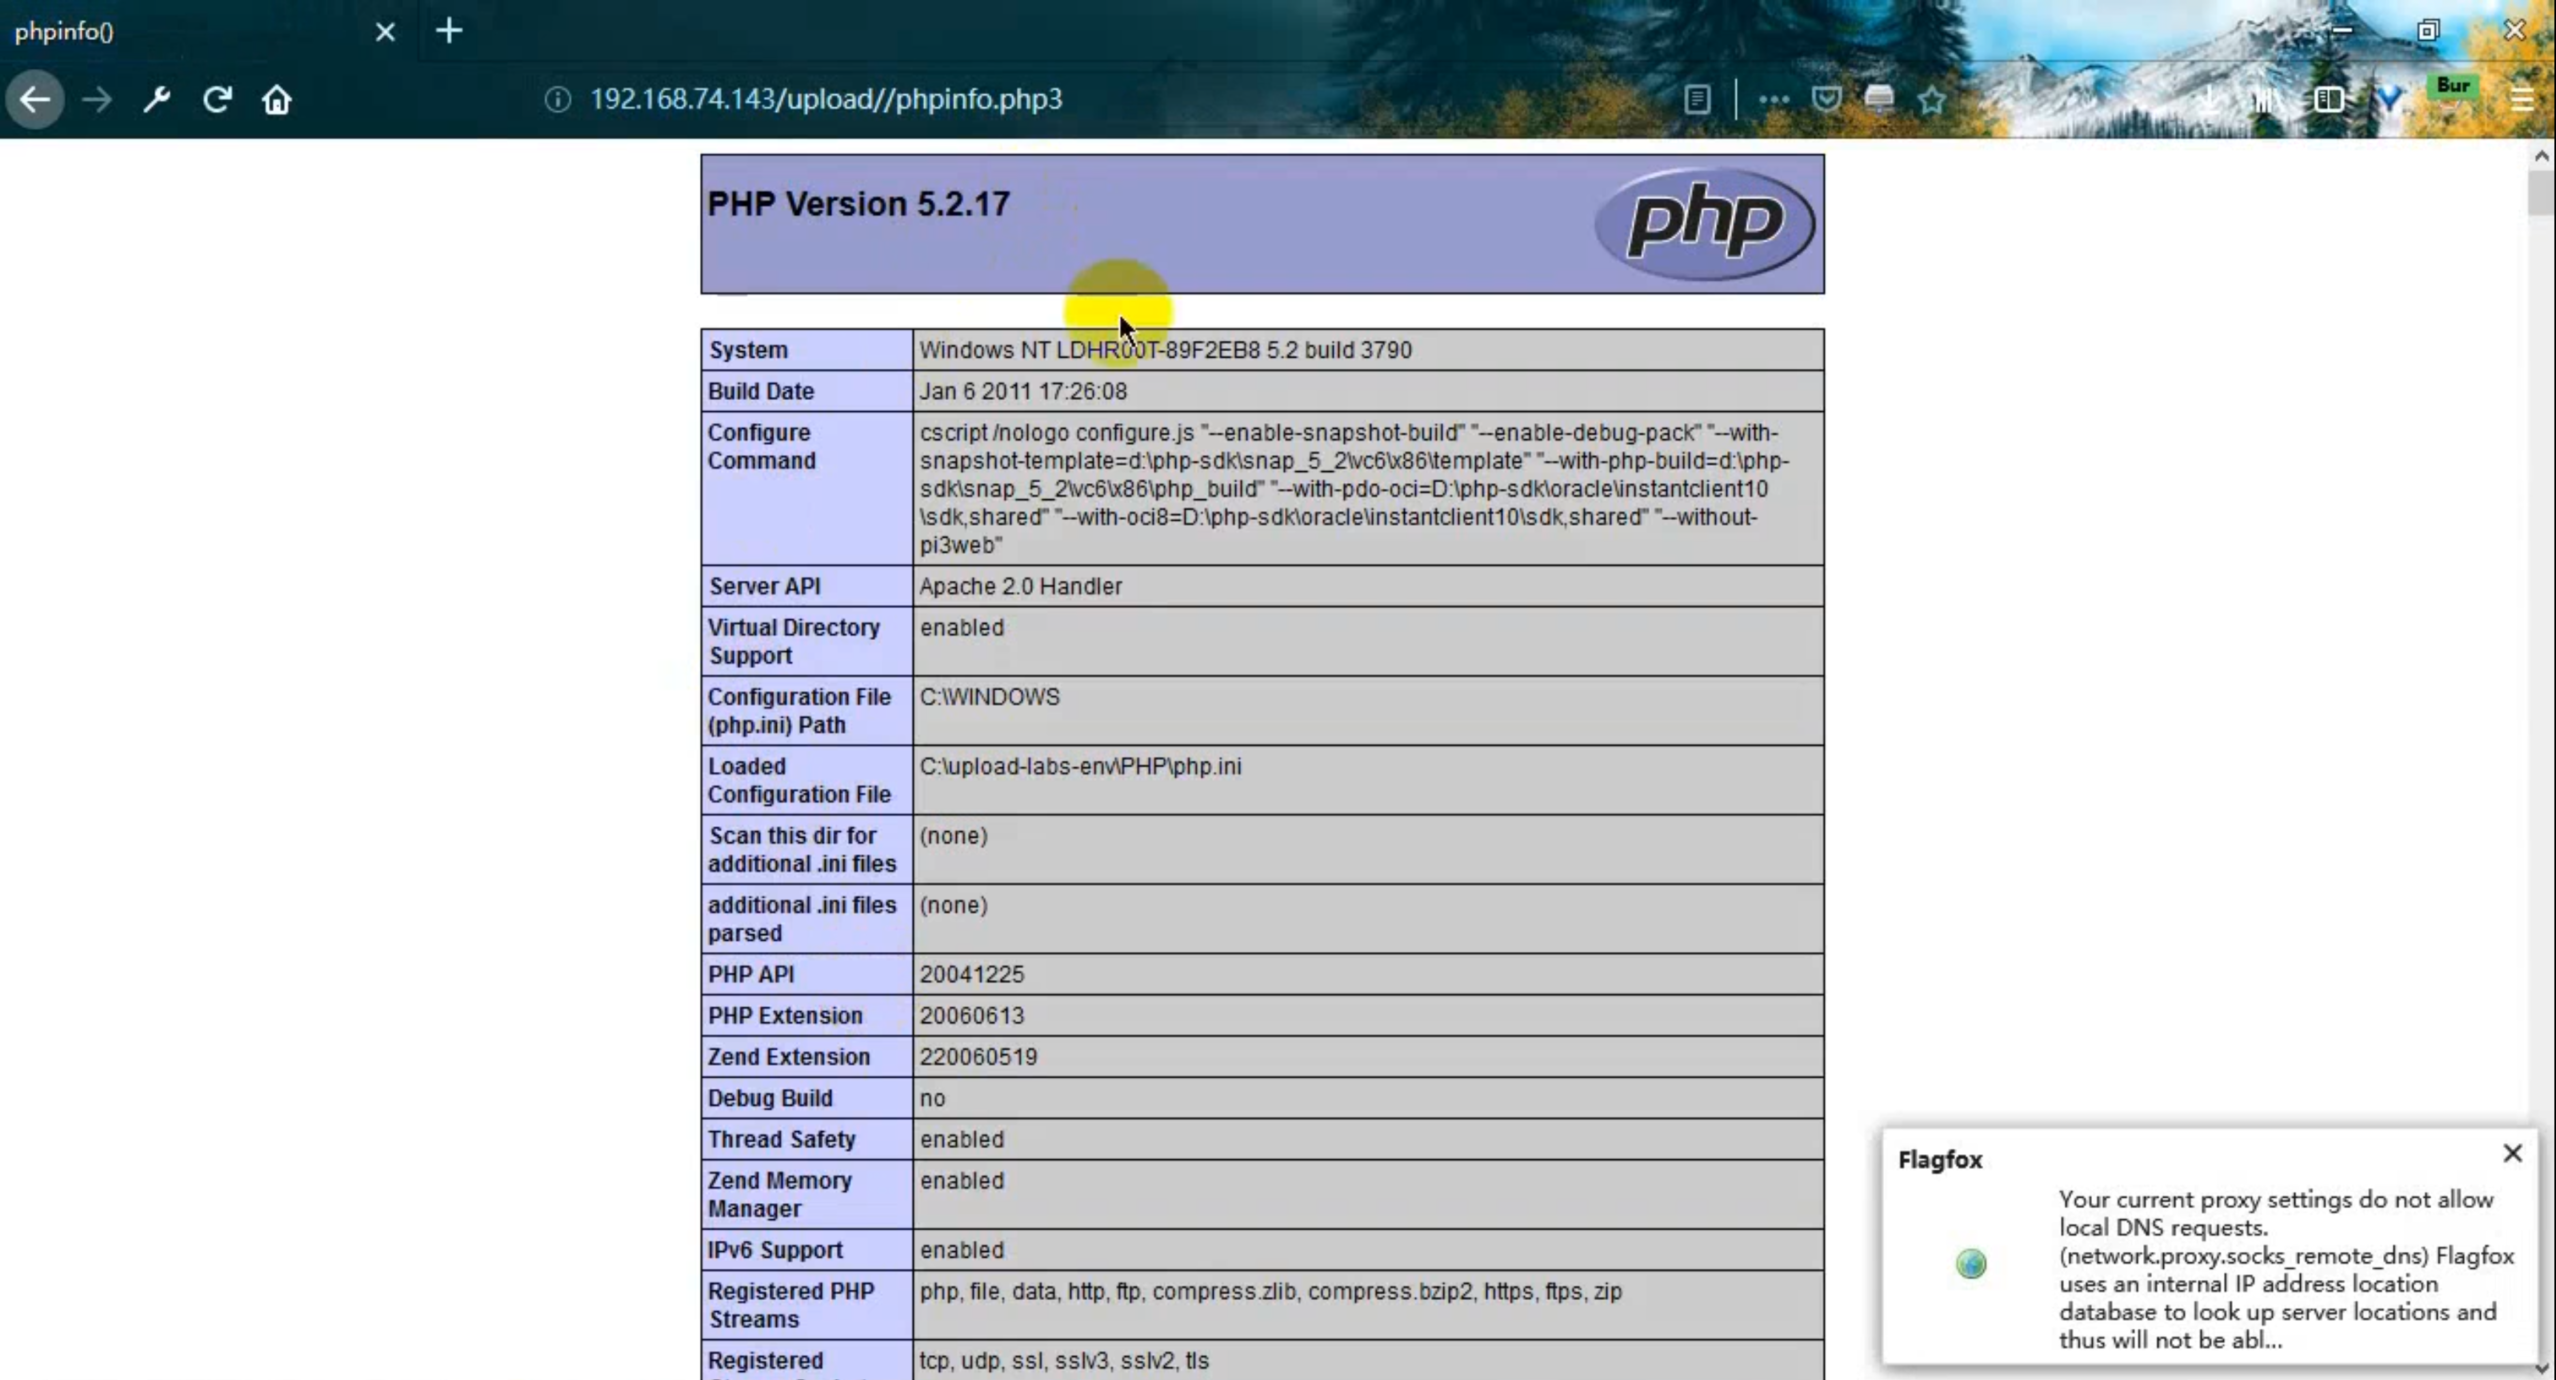 phpinfo()
192.168.74.143/upload//phpinfo.php3
Bur
PHP Version 5.2.17
php
System
Windows NT LDHR00T-89F2EB8 5.2 build 3790
Build Date
Jan 6 2011 17:26:08
Configure
Command
cscript /nologo configure.js "--enable-snapshot-build" "--enable-debug-pack" "--with-
snapshot-template=d:\php-sdk\snap_5_2\vc6\x86\template" "--with-php-build=d:\php-
sdk\snap_5_2\vc6\x86\php_build" "--with-pdo-oci=D:\php-sdk\oracle\instantclient10
\sdk,shared" "--with-oci8=D:\php-sdk\oracle\instantclient10\sdk,shared" "--without-
pi3web"
Server API
Apache 2.0 Handler
Virtual Directory
Support
enabled
Configuration File
(php.ini) Path
C:\WINDOWS
Loaded
Configuration File
C:\upload-labs-env\PHP\php.ini
Scan this dir for
additional .ini files
(none)
additional .ini files
parsed
(none)
PHP API
20041225
PHP Extension
20060613
Zend Extension
220060519
Debug Build
no
Thread Safety
enabled
Zend Memory
Manager
enabled
IPv6 Support
enabled
Registered PHP
Streams
php, file, data, http, ftp, compress.zlib, compress.bzip2, https, ftps, zip
Registered
tcp, udp, ssl, sslv3, sslv2, tls
Flagfox
Your current proxy settings do not allow
local DNS requests.
(network.proxy.socks_remote_dns) Flagfox
uses an internal IP address location
database to look up server locations and
thus will not be abl...